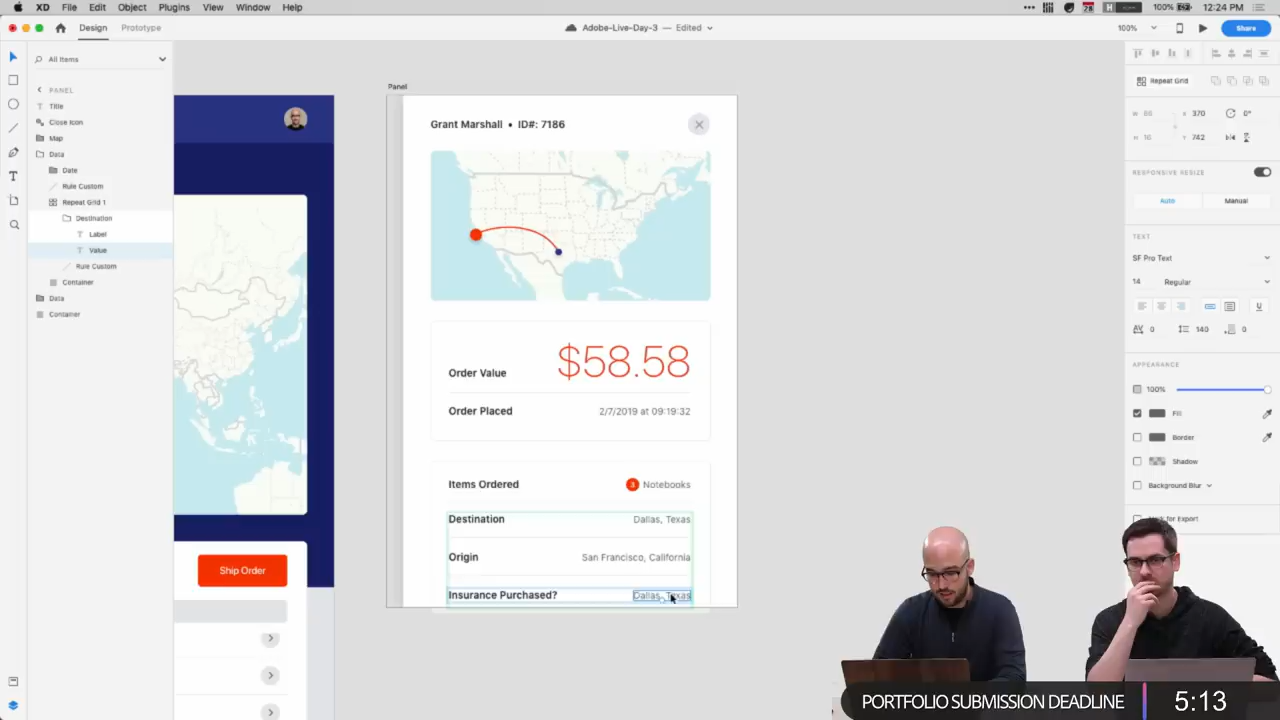 XD File Edit Object Plugins View Window Help
100% 12:24 PM
Design Prototype
Adobe-Live-Day-3 — Edited
100%
Share
All Items
PANEL
Title
Close Icon
Map
Data
Date
Rule Custom
Repeat Grid 1
Destination
Label
Value
Rule Custom
Container
Data
Container
Ship Order
Panel
Grant Marshall • ID#: 7186
Order Value $58.58
Order Placed 2/7/2019 at 09:19:32
Items Ordered 3 Notebooks
Destination Dallas, Texas
Origin San Francisco, California
Insurance Purchased? Dallas, Texas
Repeat Grid
W 86 X 370 0°
H 16 Y 742
RESPONSIVE RESIZE
Auto Manual
TEXT
SF Pro Text
14 Regular
0 140 0
APPEARANCE
100%
Fill
Border
Shadow
Background Blur
for Export
PORTFOLIO SUBMISSION DEADLINE 5:13